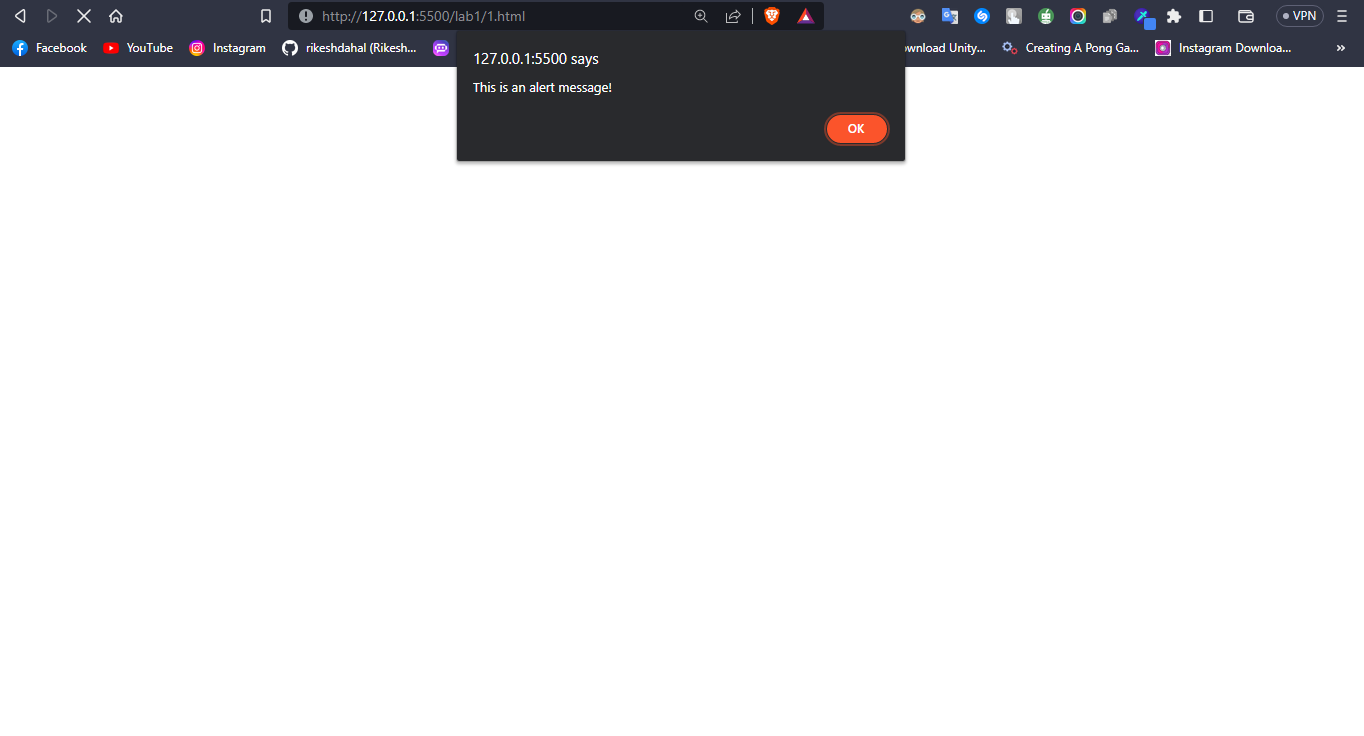 http://127.0.0.1:5500/lab1/1.html
VPN
Facebook
YouTube
Instagram
rikeshdahal (Rikesh...
ownload Unity...
Creating A Pong Ga...
Instagram Downloa...
»
127.0.0.1:5500 says
This is an alert message!
OK